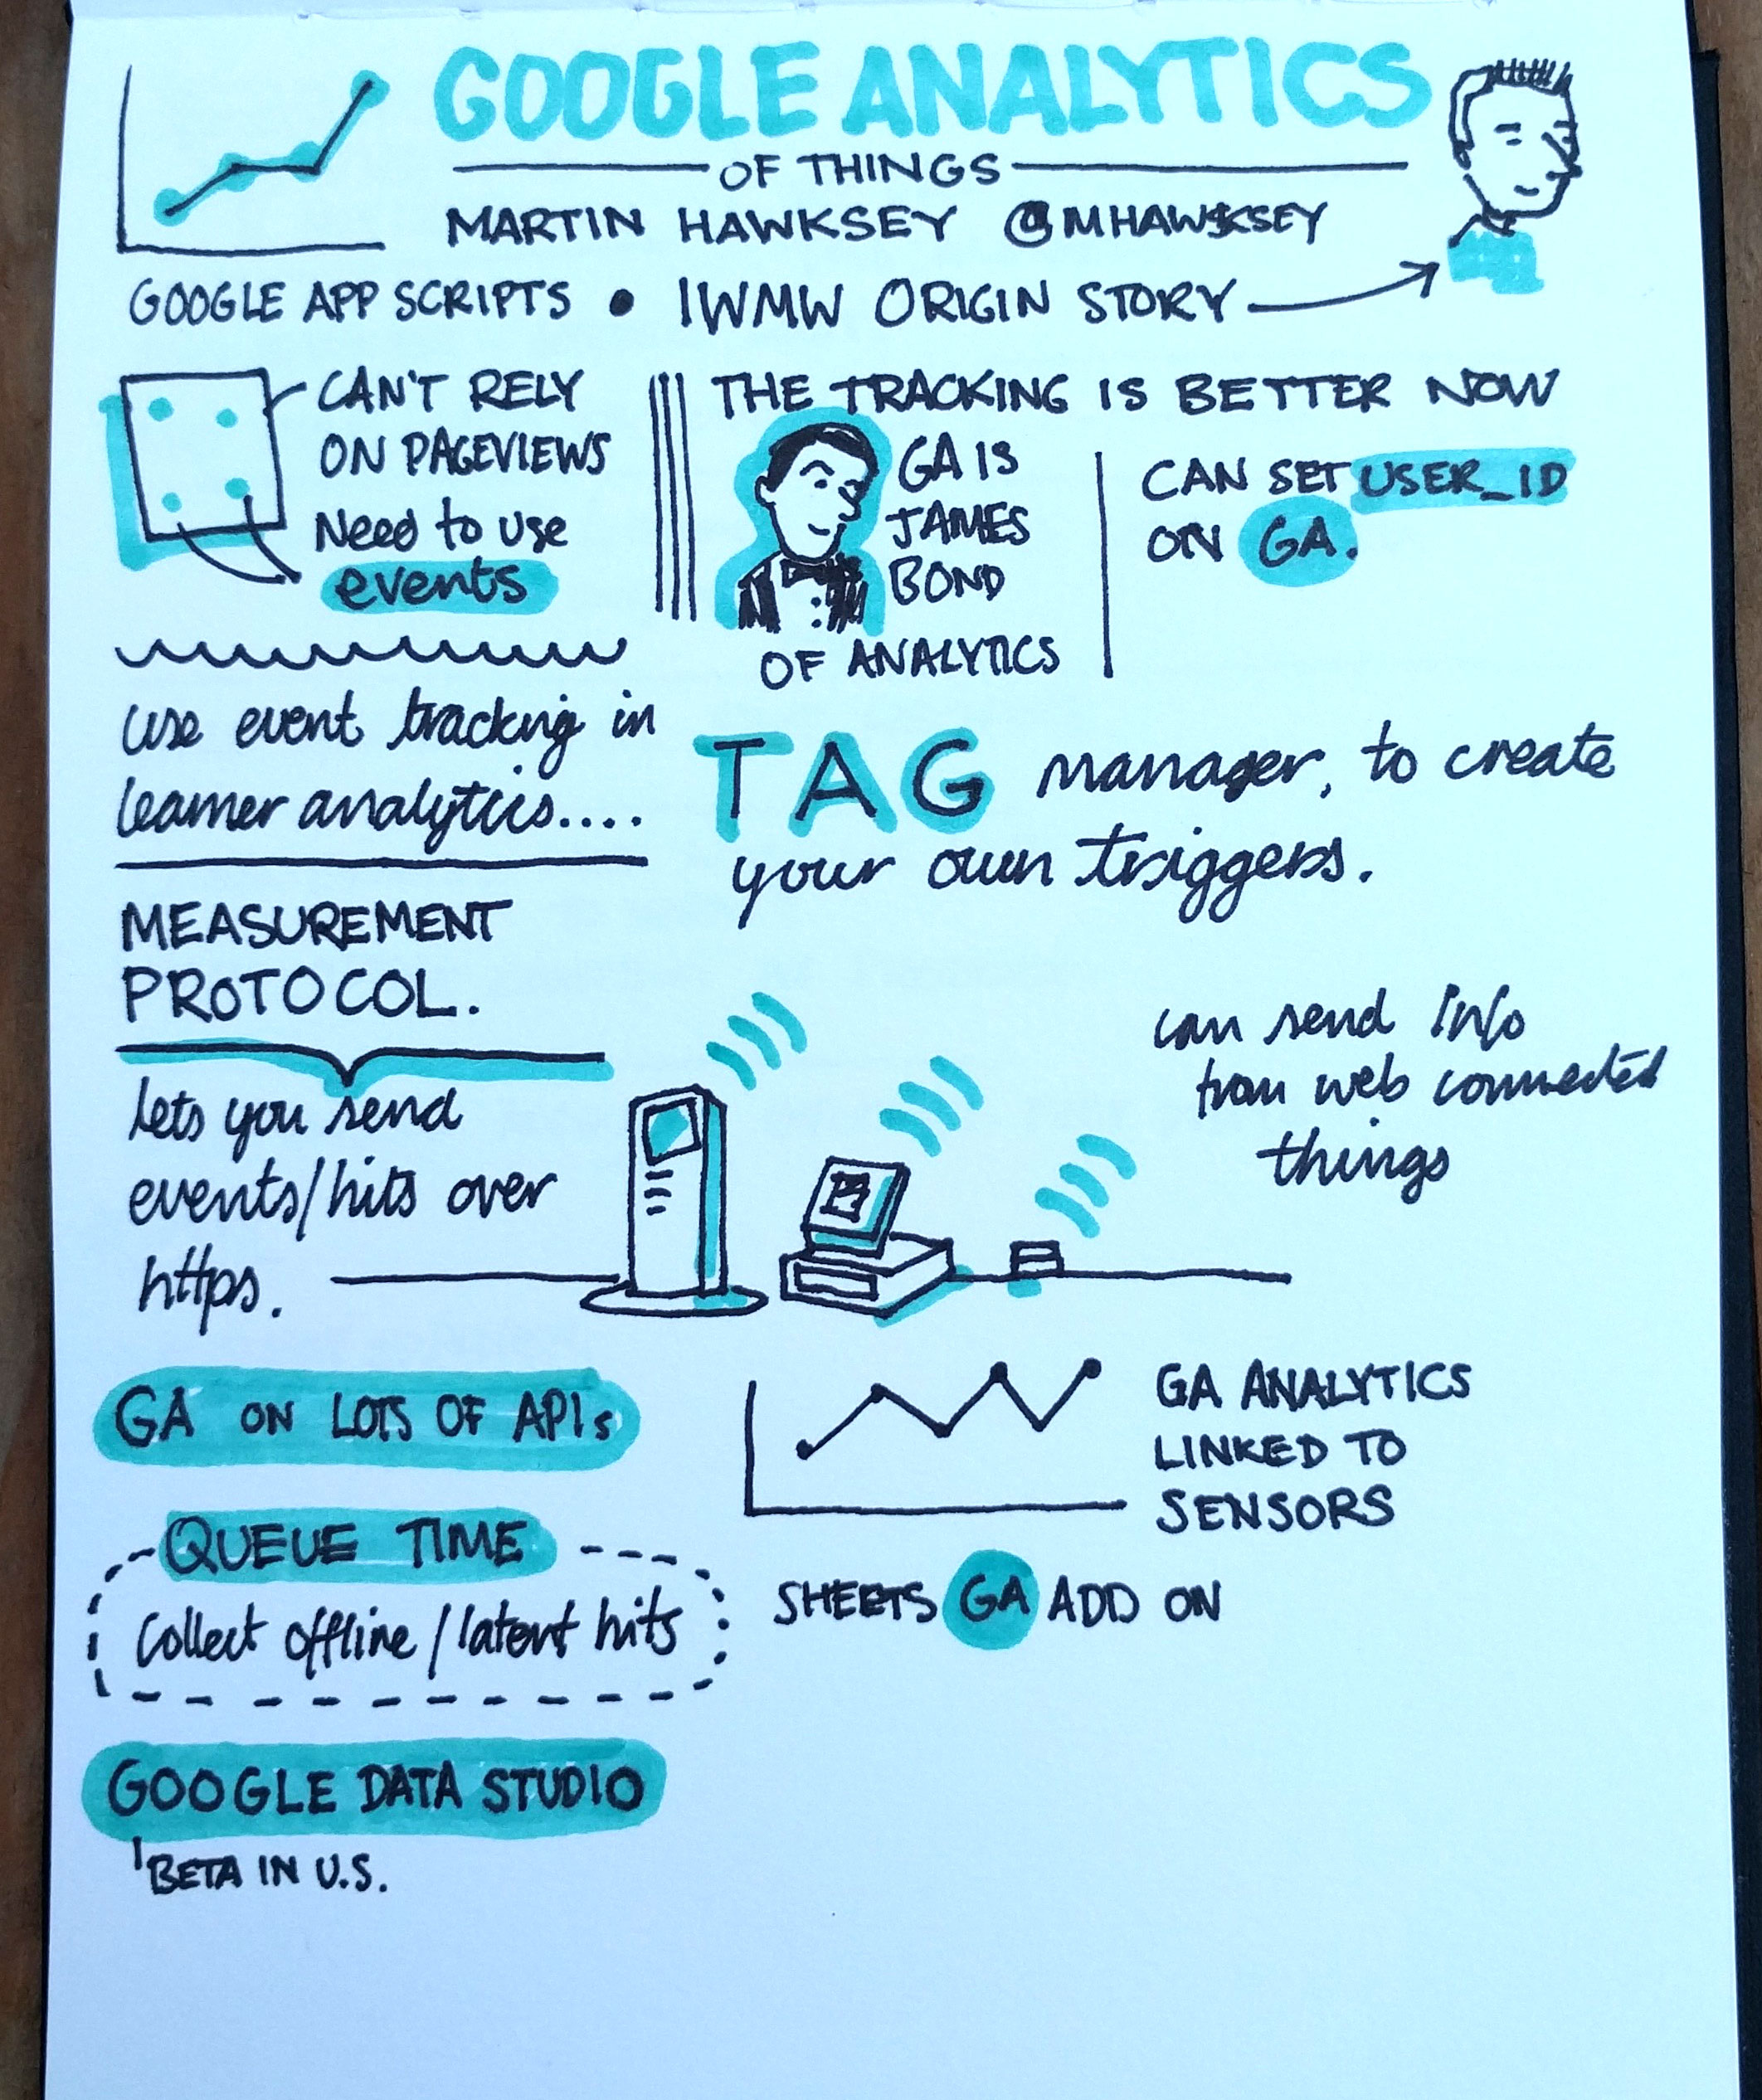 GOOGLE ANALYTICS
OF THINGS
MARTIN HAWKSEY @MHAWKSEY
GOOGLE APP SCRIPTS • IWMW ORIGIN STORY
CAN'T RELY
ON PAGEVIEWS
Need to use
events
THE TRACKING IS BETTER NOW
GA IS
JAMES
BOND
OF ANALYTICS
CAN SET USER_ID
ON GA.
use event tracking in
learner analytics....
TAG manager, to create
your own triggers.
MEASUREMENT
PROTOCOL.
lets you send
events/hits over
https.
can send info
from web connected
things
GA ON LOTS OF APIs
GA ANALYTICS
LINKED TO
SENSORS
QUEUE TIME
Collect offline/latent hits
SHEETS GA ADD ON
GOOGLE DATA STUDIO
BETA IN U.S.